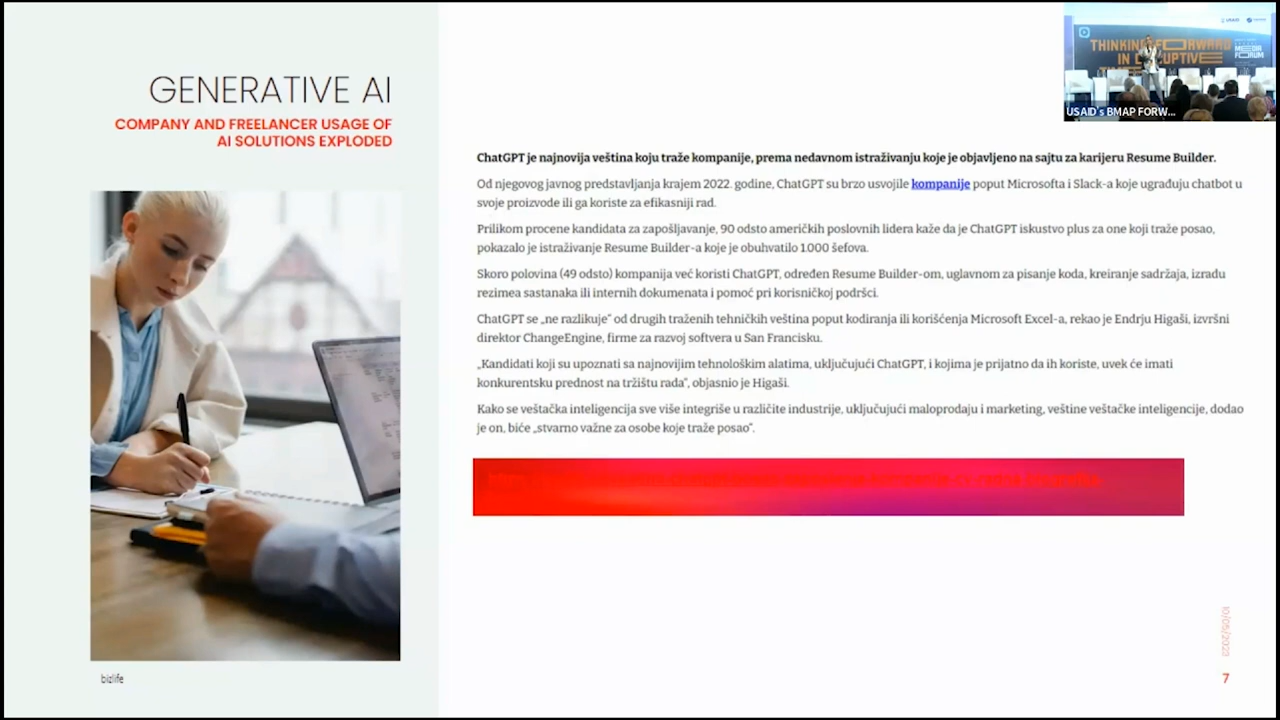 GENERATIVE AI
COMPANY AND FREELANCER USAGE OF
AI SOLUTIONS EXPLODED
bizlife
ChatGPT je najnovija veština koju traže kompanije, prema nedavnom istraživanju koje je objavljeno na sajtu za karijeru Resume Builder.
Od njegovog javnog predstavljanja krajem 2022. godine, ChatGPT su brzo usvojile kompanije poput Microsofta i Slack-a koje ugrađuju chatbot u
svoje proizvode ili ga koriste za efikasniji rad.
Prilikom procene kandidata za zapošljavanje, 90 odsto američkih poslovnih lidera kaže da je ChatGPT iskustvo plus za one koji traže posao,
pokazalo je istraživanje Resume Builder-a koje je obuhvatilo 1.000 šefova.
Skoro polovina (49 odsto) kompanija već koristi ChatGPT, određen Resume Builder-om, uglavnom za pisanje koda, kreiranje sadržaja, izradu
rezimea sastanaka ili internih dokumenata i pomoć pri korisničkoj podršci.
ChatGPT se „ne razlikuje“ od drugih traženih tehničkih veština poput kodiranja ili korišćenja Microsoft Excel-a, rekao je Endrju Higaši, izvršni
direktor ChangeEngine, firme za razvoj softvera u San Francisku.
„Kandidati koji su upoznati sa najnovijim tehnološkim alatima, uključujući ChatGPT, i kojima je prijatno da ih koriste, uvek će imati
konkurentsku prednost na tržištu rada“, objasnio je Higaši.
Kako se veštačka inteligencija sve više integriše u različite industrije, uključujući maloprodaju i marketing, veštine veštačke inteligencije, dodao
je on, biće „stvarno važne za osobe koje traže posao“.
THINKING FORWARD
IN DISRUPTIVE
MEDIA
FORUM
USAID's BMAP FORW...
10/05/2023
7